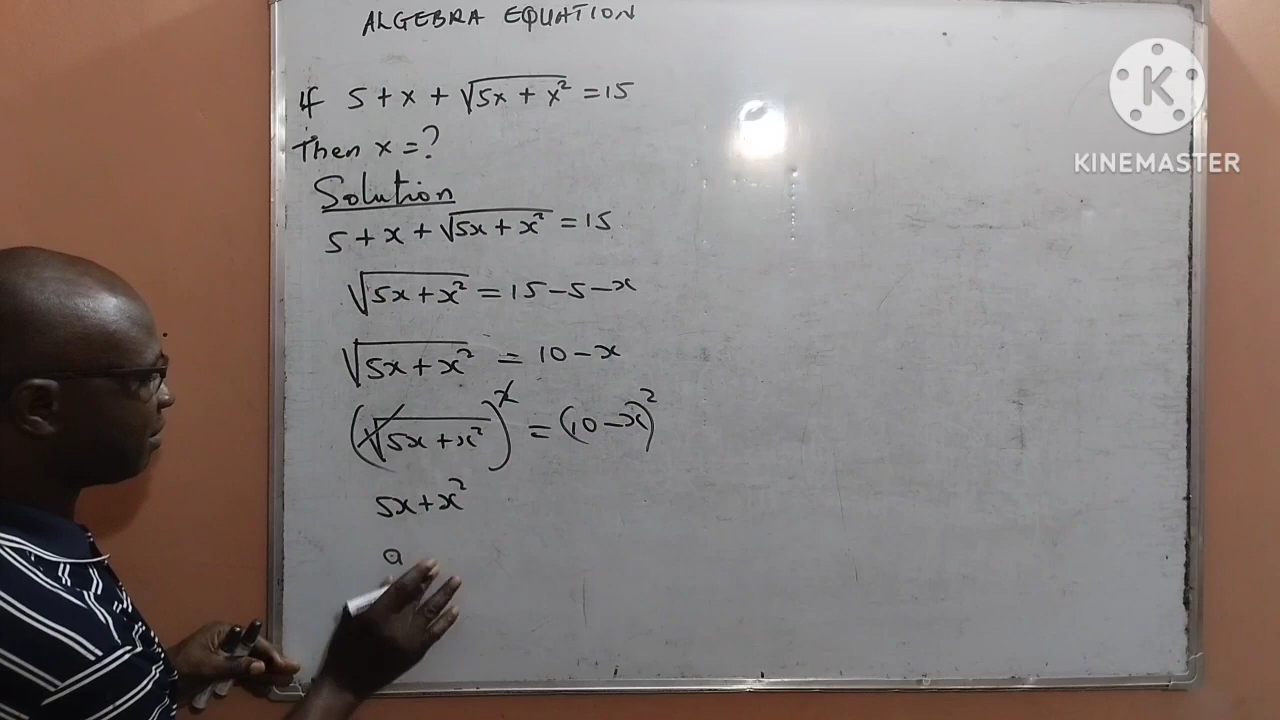 ALGEBRA EQUATION
If 5 + x + √(5x + x²) = 15
then x = ?
Solution
5 + x + √(5x + x²) = 15
√(5x + x²) = 15 - 5 - x
√(5x + x²) = 10 - x
(√(5x + x²))² = (10 - x)²
5x + x²
a
K
KINEMASTER